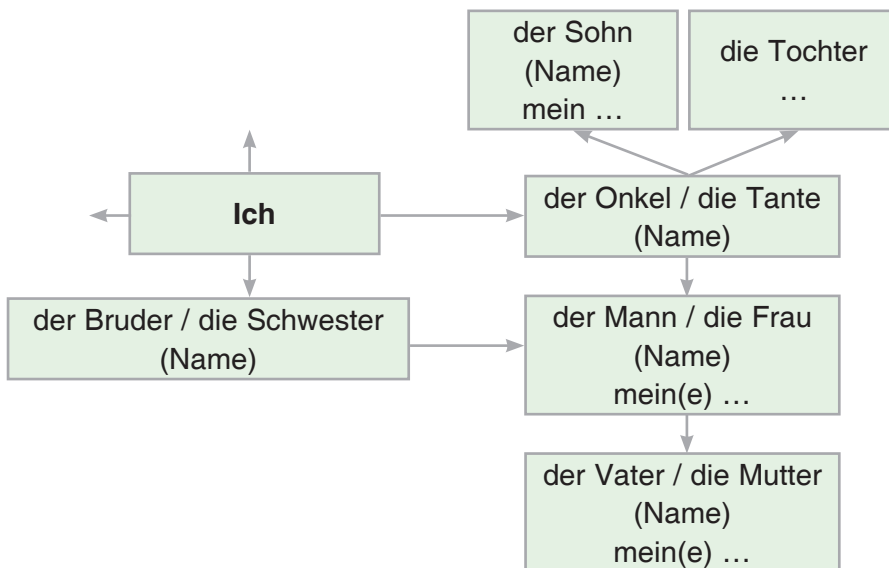 der Sohn
(Name)
mein …
die Tochter
…
Ich
der Onkel / die Tante
(Name)
der Bruder / die Schwester
(Name)
der Mann / die Frau
(Name)
mein(e) …
der Vater / die Mutter
(Name)
mein(e) …